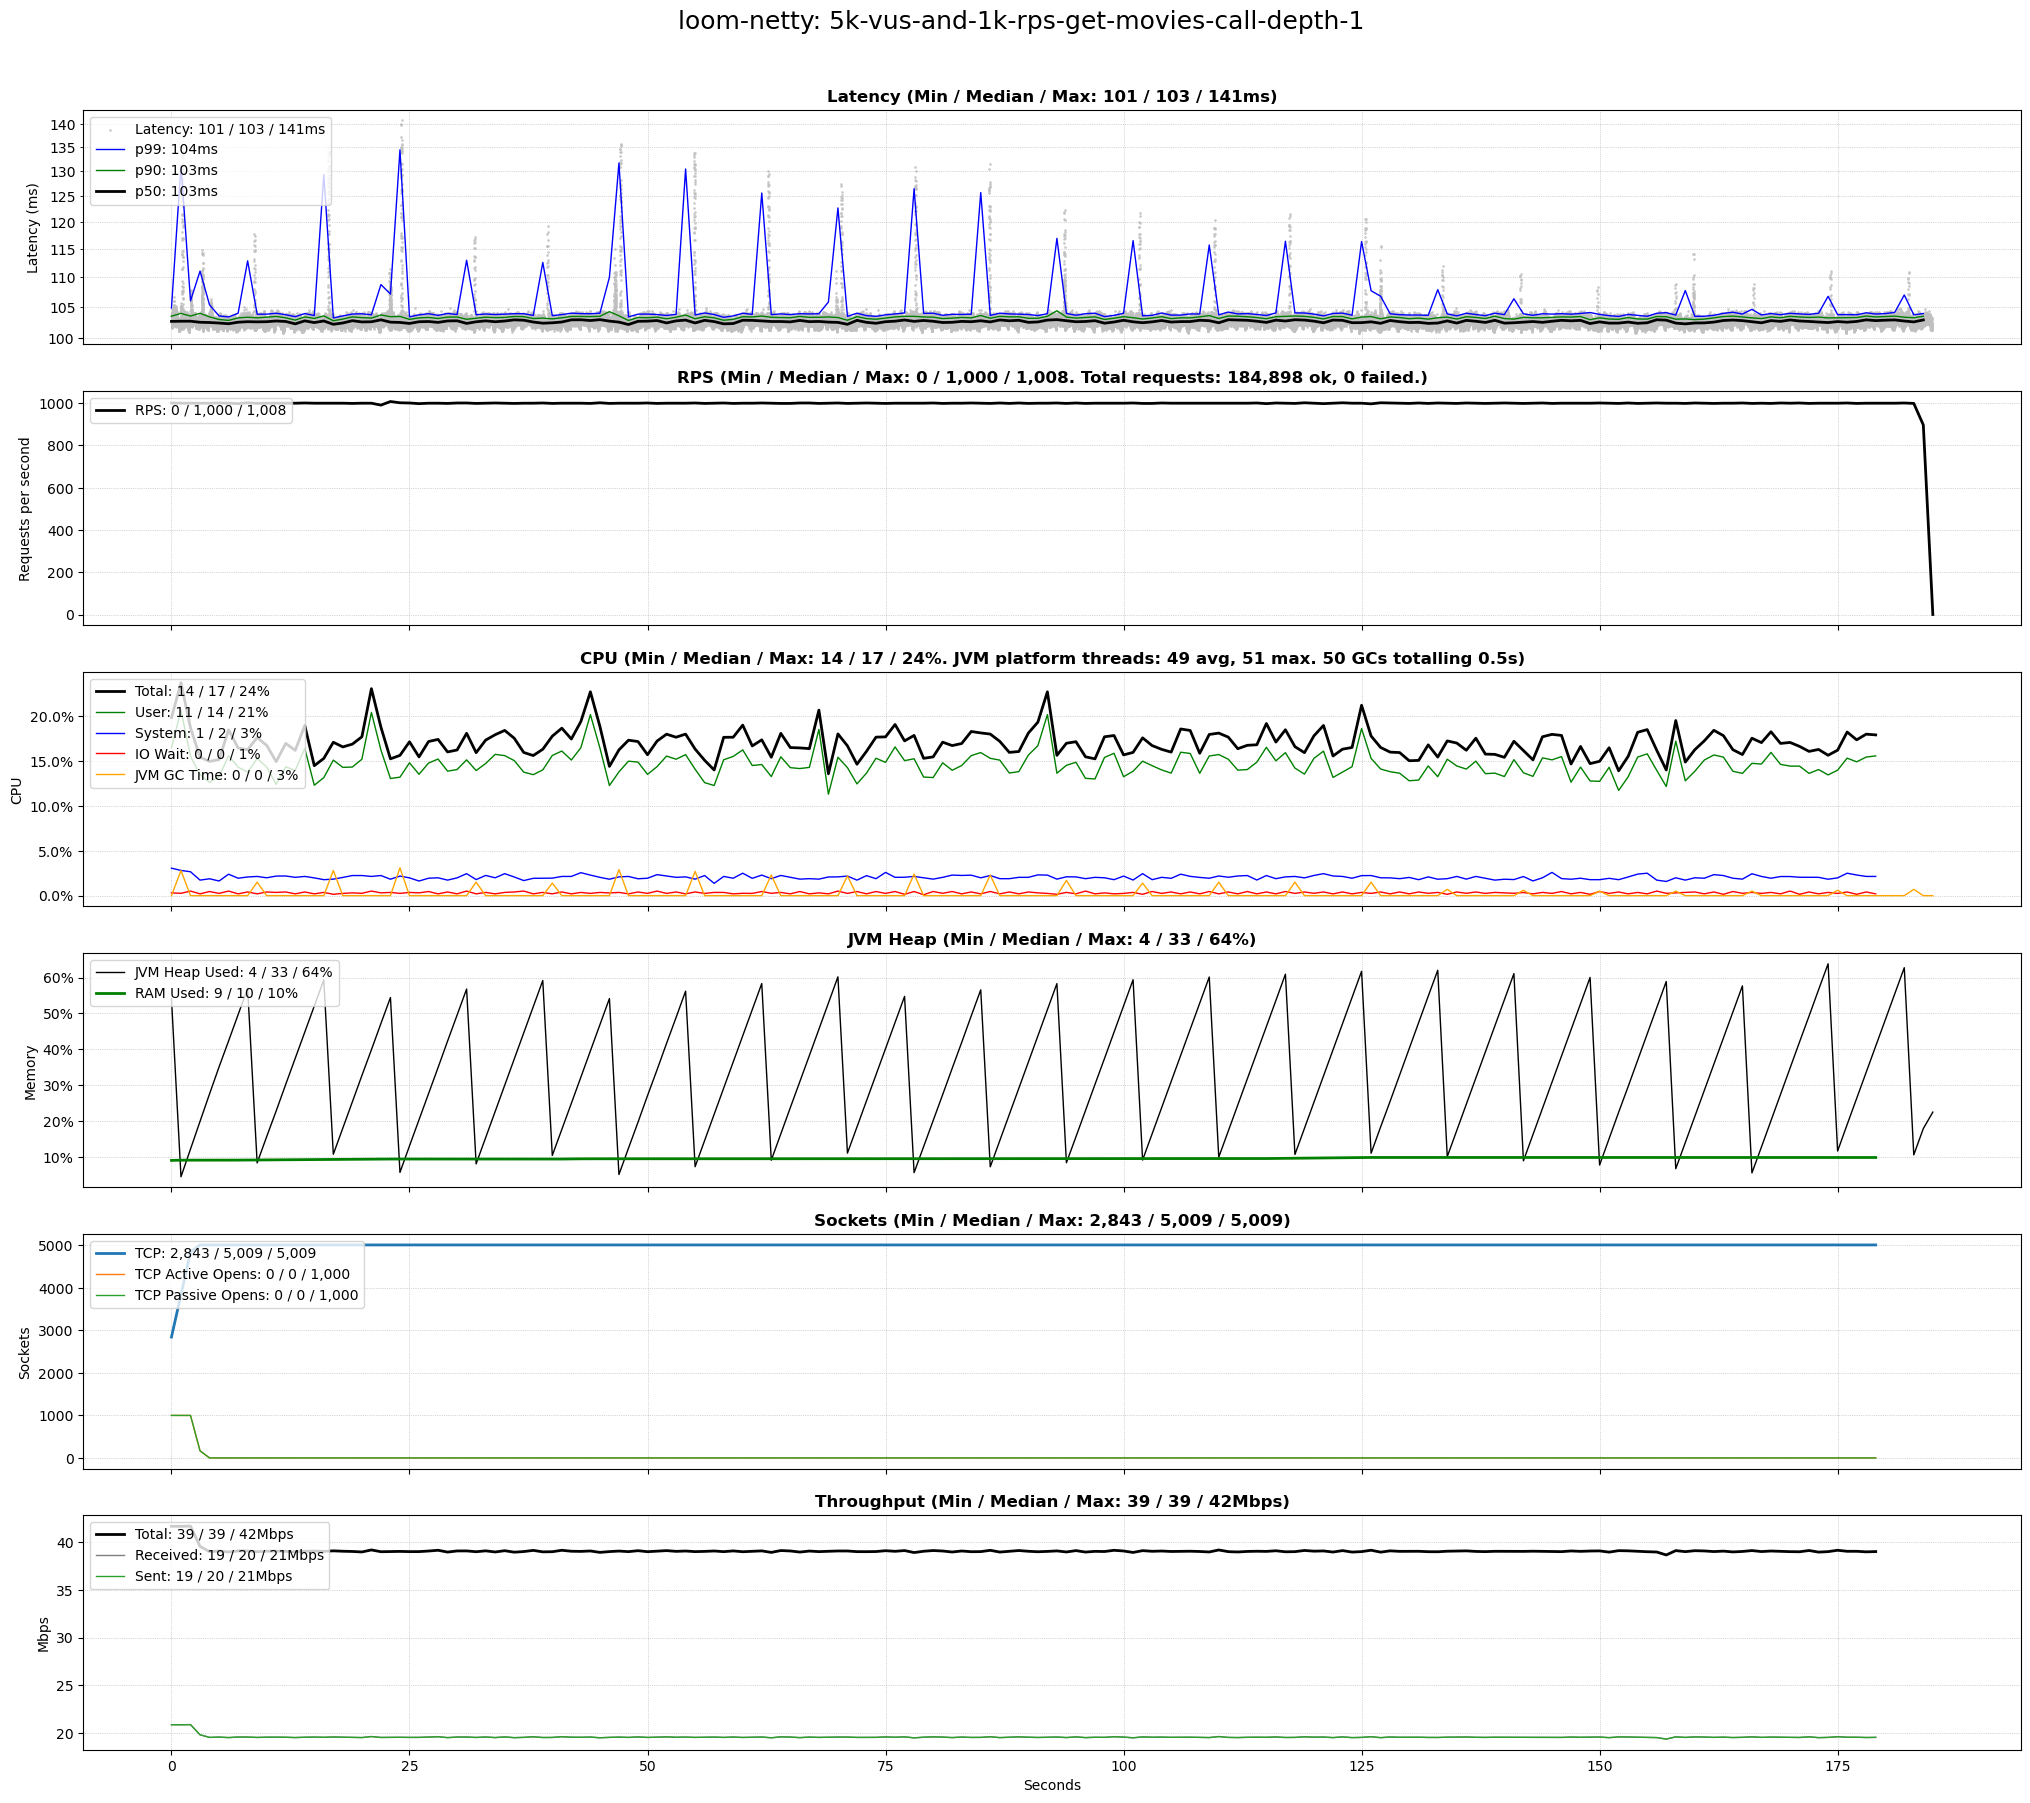 loom-netty: 5k-vus-and-1k-rps-get-movies-call-depth-1
Latency (Min / Median / Max: 101 / 103 / 141ms)
Latency: 101 / 103 / 141ms
p99: 104ms
p90: 103ms
p50: 103ms
Latency (ms)
140
135
130
125
120
115
110
105
100
RPS (Min / Median / Max: 0 / 1,000 / 1,008. Total requests: 184,898 ok, 0 failed.)
RPS: 0 / 1,000 / 1,008
Requests per second
1000
800
600
400
200
0
CPU (Min / Median / Max: 14 / 17 / 24%. JVM platform threads: 49 avg, 51 max. 50 GCs totalling 0.5s)
Total: 14 / 17 / 24%
User: 11 / 14 / 21%
System: 1 / 2 / 3%
IO Wait: 0 / 0 / 1%
JVM GC Time: 0 / 0 / 3%
CPU
20.0%
15.0%
10.0%
5.0%
0.0%
JVM Heap (Min / Median / Max: 4 / 33 / 64%)
JVM Heap Used: 4 / 33 / 64%
RAM Used: 9 / 10 / 10%
Memory
60%
50%
40%
30%
20%
10%
Sockets (Min / Median / Max: 2,843 / 5,009 / 5,009)
TCP: 2,843 / 5,009 / 5,009
TCP Active Opens: 0 / 0 / 1,000
TCP Passive Opens: 0 / 0 / 1,000
Sockets
5000
4000
3000
2000
1000
0
Throughput (Min / Median / Max: 39 / 39 / 42Mbps)
Total: 39 / 39 / 42Mbps
Received: 19 / 20 / 21Mbps
Sent: 19 / 20 / 21Mbps
Mbps
40
35
30
25
20
0 25 50 75 100 125 150 175
Seconds